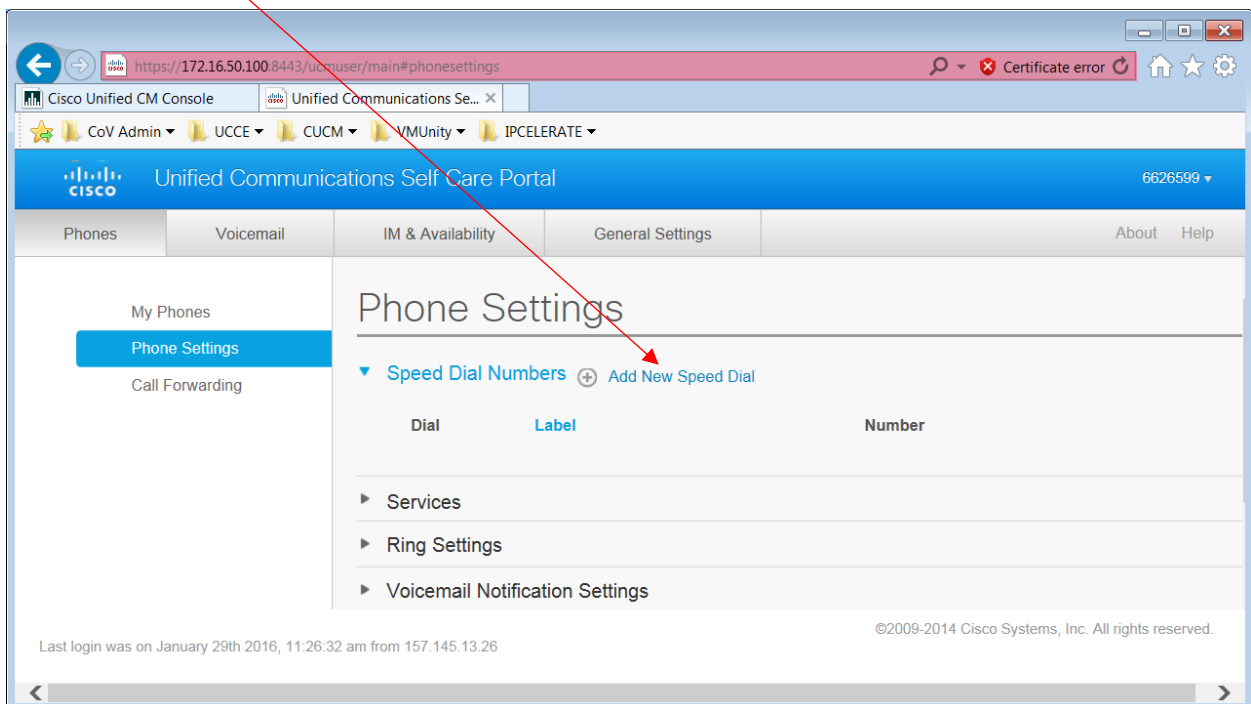 https://172.16.50.100:8443/ucmuser/main#phonesettings Certificate error
Cisco Unified CM Console Unified Communications Se...
CoV Admin UCCE CUCM VMUnity IPCELERATE
cisco Unified Communications Self Care Portal 6626599
Phones Voicemail IM & Availability General Settings About Help
My Phones
Phone Settings
Call Forwarding
Phone Settings
Speed Dial Numbers Add New Speed Dial
Dial Label Number
Services
Ring Settings
Voicemail Notification Settings
©2009-2014 Cisco Systems, Inc. All rights reserved.
Last login was on January 29th 2016, 11:26:32 am from 157.145.13.26